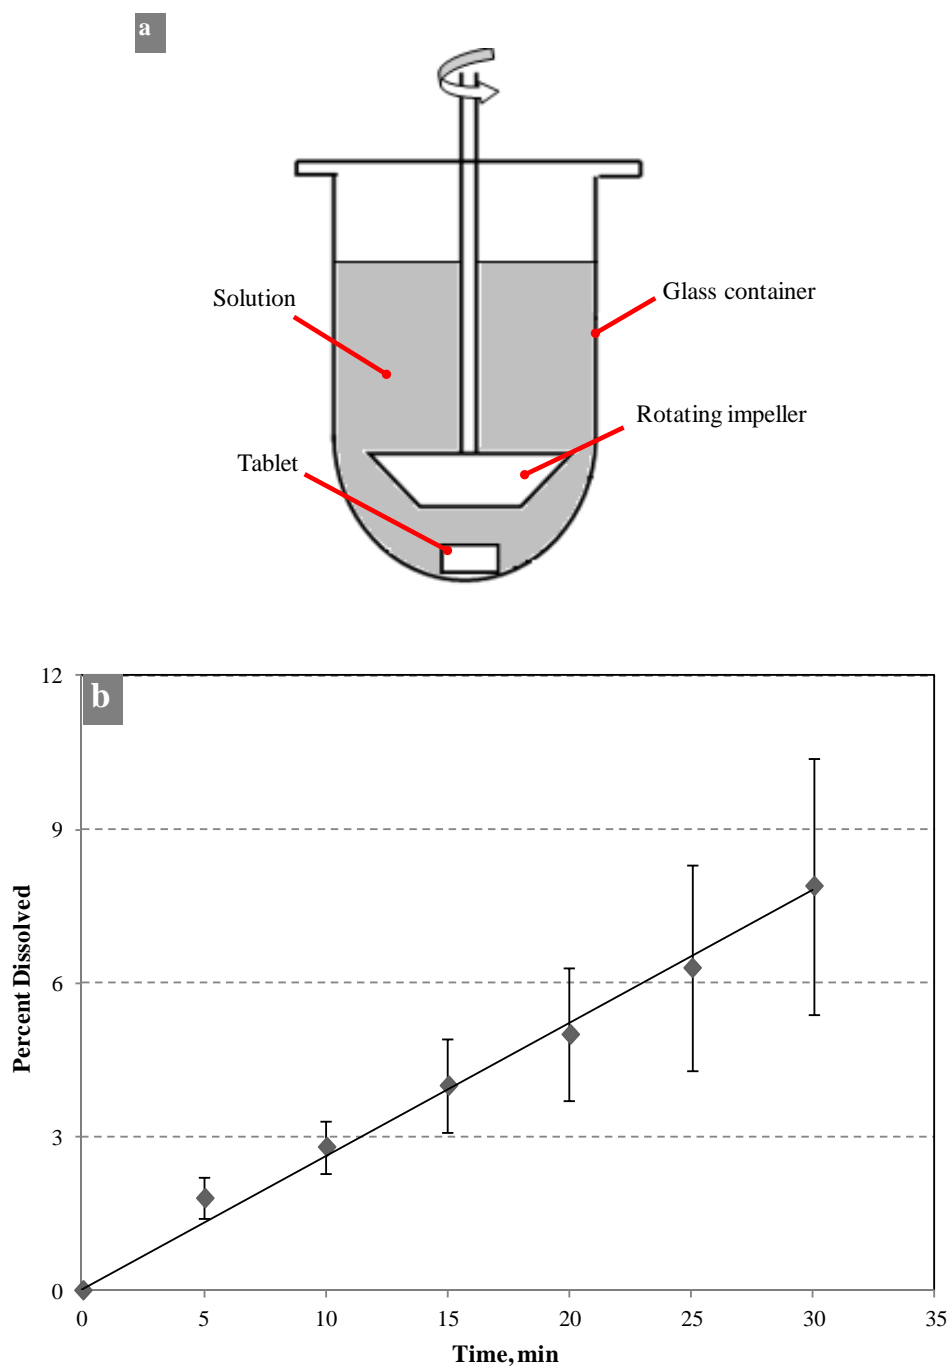 a
Solution
Glass container
Rotating impeller
Tablet
b
12
9
6
3
0
Percent Dissolved
0 5 10 15 20 25 30 35
Time, min